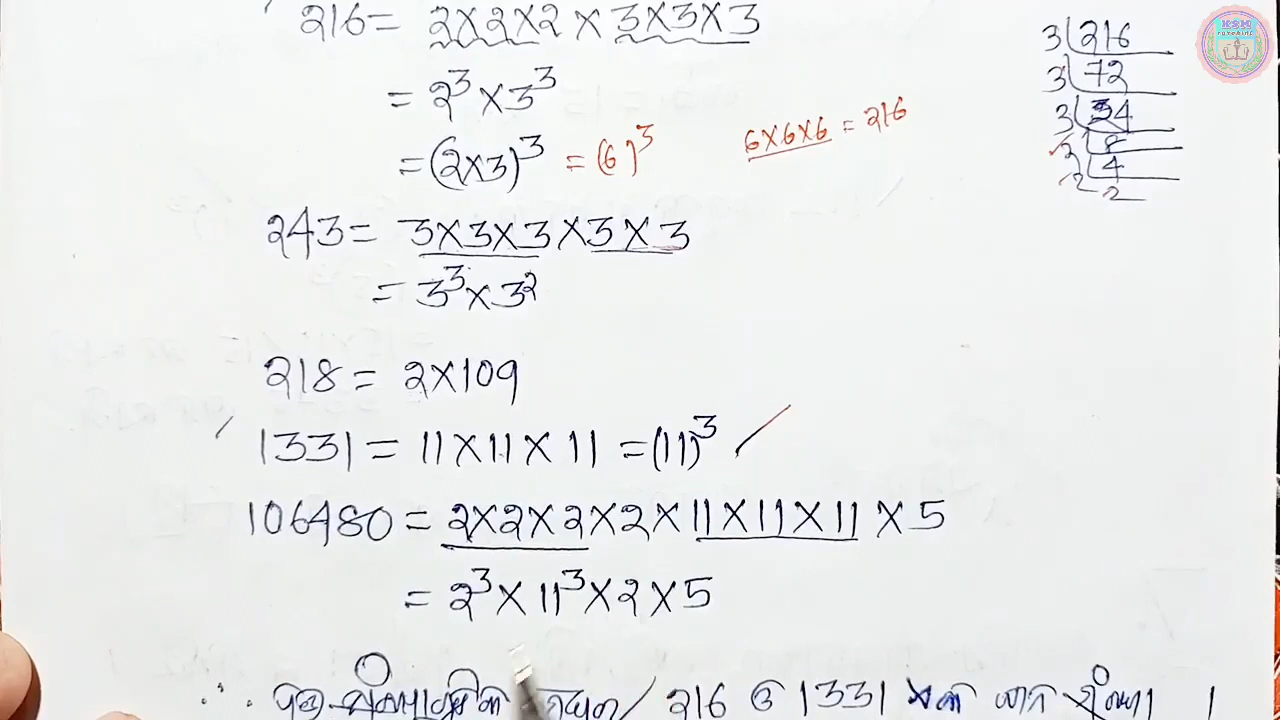 216 = 2×2×2 × 3×3×3
= 2³ × 3³
= (2×3)³ = (6)³
6×6×6 = 216
243 = 3×3×3×3×3
= 3³×3²
218 = 2×109
1331 = 11×11×11 = (11)³
106480 = 2×2×2×2×11×11×11×5
= 2³×11³×2×5
216 ଓ 1331
3 216
3 72
3
8
4
2 2
KSM